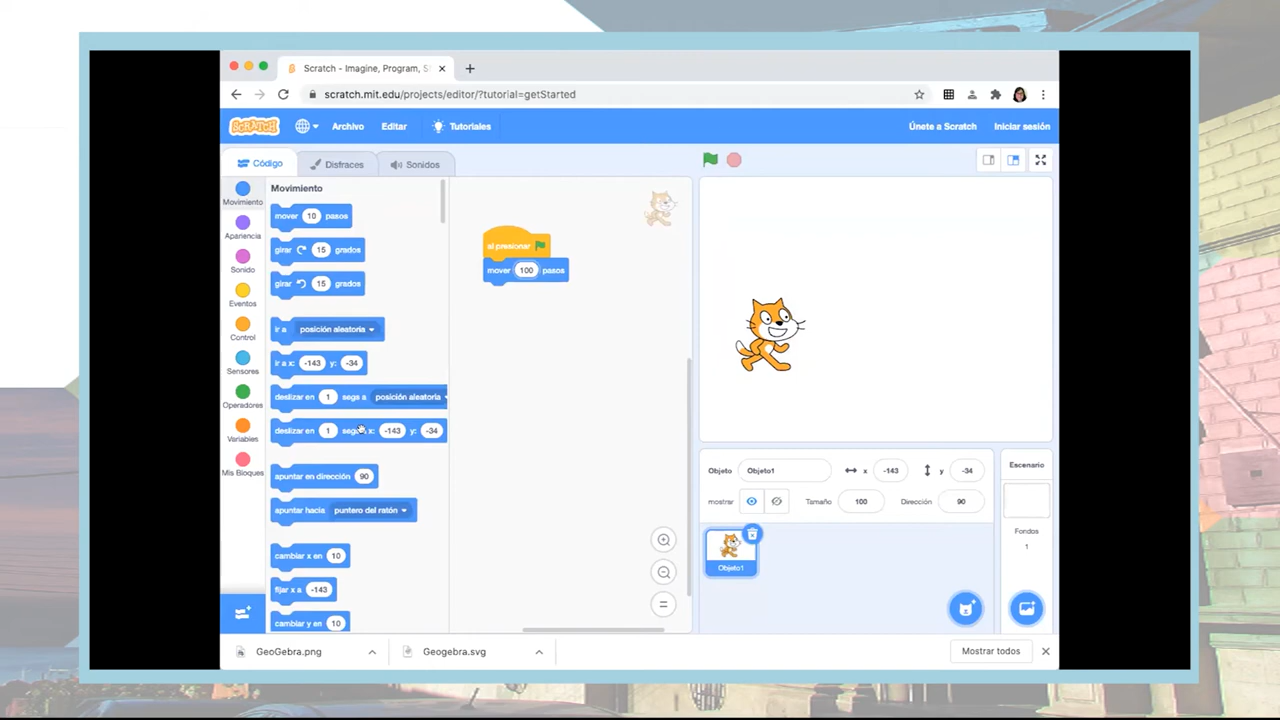 Scratch - Imagine, Program, S
scratch.mit.edu/projects/editor/?tutorial=getStarted
SCRATCH
Archivo
Editar
Tutoriales
Únete a Scratch
Iniciar sesión
Código
Disfraces
Sonidos
Movimiento
Apariencia
Sonido
Eventos
Control
Sensores
Operadores
Variables
Mis Bloques
Movimiento
mover 10 pasos
girar 15 grados
girar 15 grados
ir a posición aleatoria
ir a x: -143 y: -34
deslizar en 1 segs a posición aleatoria
deslizar en 1 segs x: -143 y: -34
apuntar en dirección 90
apuntar hacia puntero del ratón
cambiar x en 10
fijar x a -143
cambiar y en 10
al presionar
mover 100 pasos
Objeto Objeto1 x -143 y -34
mostrar Tamaño 100 Dirección 90
Objeto1
Escenario
Fondos
1
GeoGebra.png
Geogebra.svg
Mostrar todos